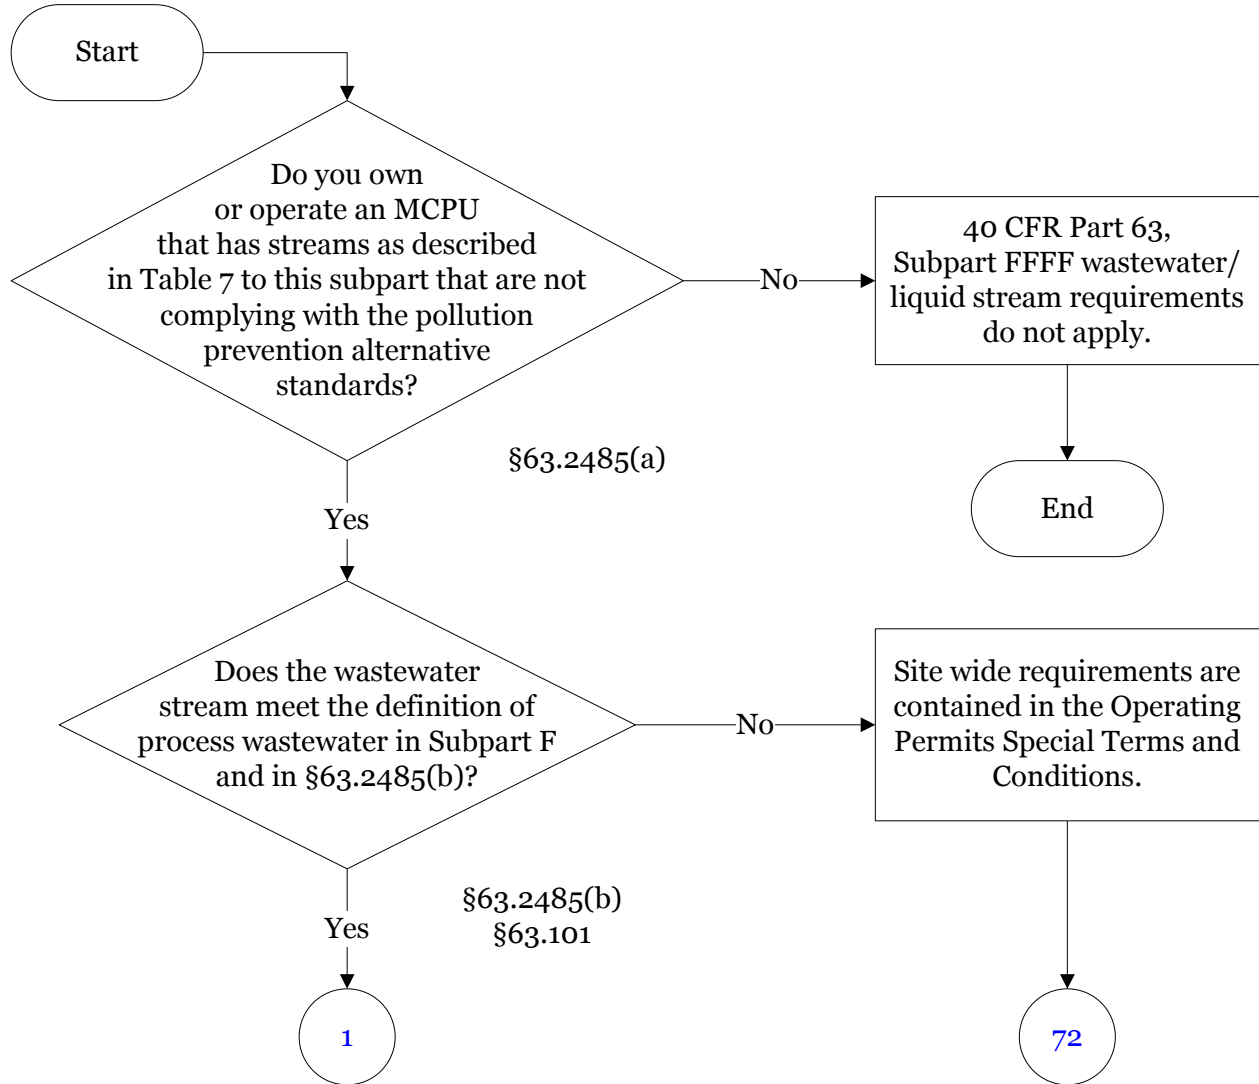 Start
Do you own
or operate an MCPU
that has streams as described
in Table 7 to this subpart that are not
complying with the pollution
prevention alternative
standards?
No
40 CFR Part 63,
Subpart FFFF wastewater/
liquid stream requirements
do not apply.
§63.2485(a)
Yes
End
Does the wastewater
stream meet the definition of
process wastewater in Subpart F
and in §63.2485(b)?
No
Site wide requirements are
contained in the Operating
Permits Special Terms and
Conditions.
§63.2485(b)
§63.101
Yes
1
72